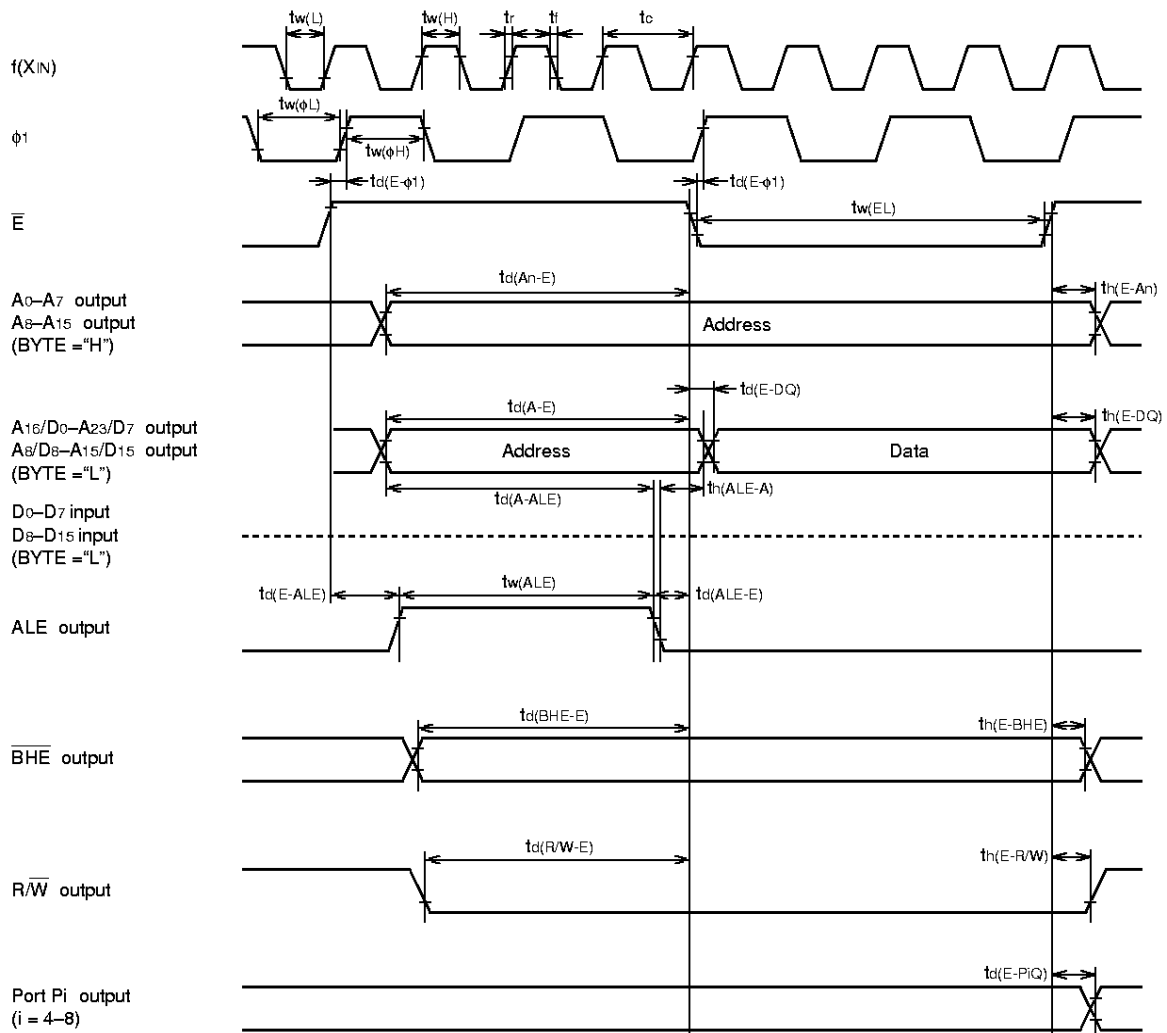 tw(L) tw(H) tr tf tc
f(XIN)
tw(ϕL)
ϕ1
tw(ϕH)
td(E-ϕ1) td(E-ϕ1)
E̅ tw(EL)
td(An-E) th(E-An)
A0–A7 output
A8–A15 output
(BYTE =“H”)
Address
td(E-DQ)
td(A-E) th(E-DQ)
A16/D0–A23/D7 output
A8/D8–A15/D15 output
(BYTE =“L”)
Address Data
td(A-ALE) th(ALE-A)
D0–D7 input
D8–D15 input
(BYTE =“L”)
td(E-ALE) tw(ALE) td(ALE-E)
ALE output
td(BHE-E) th(E-BHE)
B̅H̅E̅ output
td(R/W-E) th(E-R/W)
R/W̅ output
td(E-PiQ)
Port Pi output
(i = 4–8)